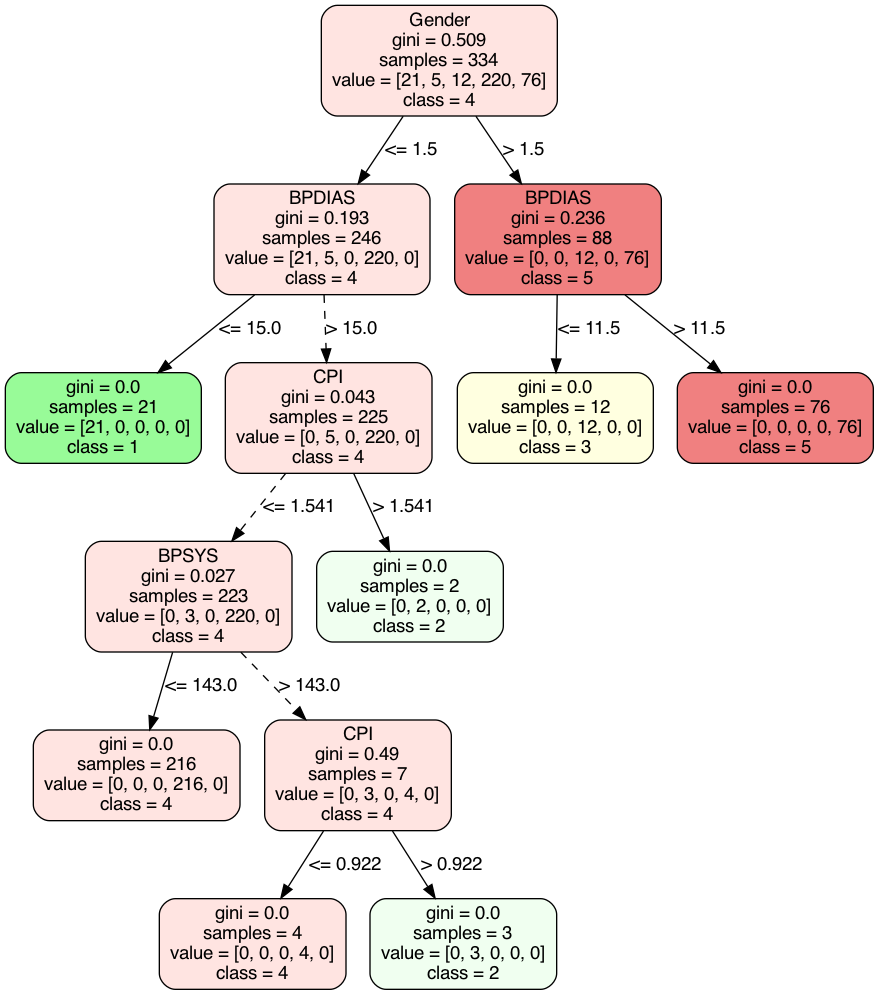 Gender
gini = 0.509
samples = 334
value = [21, 5, 12, 220, 76]
class = 4
<= 1.5
> 1.5
BPDIAS
gini = 0.193
samples = 246
value = [21, 5, 0, 220, 0]
class = 4
BPDIAS
gini = 0.236
samples = 88
value = [0, 0, 12, 0, 76]
class = 5
<= 15.0
> 15.0
<= 11.5
> 11.5
gini = 0.0
samples = 21
value = [21, 0, 0, 0, 0]
class = 1
CPI
gini = 0.043
samples = 225
value = [0, 5, 0, 220, 0]
class = 4
gini = 0.0
samples = 12
value = [0, 0, 12, 0, 0]
class = 3
gini = 0.0
samples = 76
value = [0, 0, 0, 0, 76]
class = 5
<= 1.541
> 1.541
BPSYS
gini = 0.027
samples = 223
value = [0, 3, 0, 220, 0]
class = 4
gini = 0.0
samples = 2
value = [0, 2, 0, 0, 0]
class = 2
<= 143.0
> 143.0
gini = 0.0
samples = 216
value = [0, 0, 0, 216, 0]
class = 4
CPI
gini = 0.49
samples = 7
value = [0, 3, 0, 4, 0]
class = 4
<= 0.922
> 0.922
gini = 0.0
samples = 4
value = [0, 0, 0, 4, 0]
class = 4
gini = 0.0
samples = 3
value = [0, 3, 0, 0, 0]
class = 2